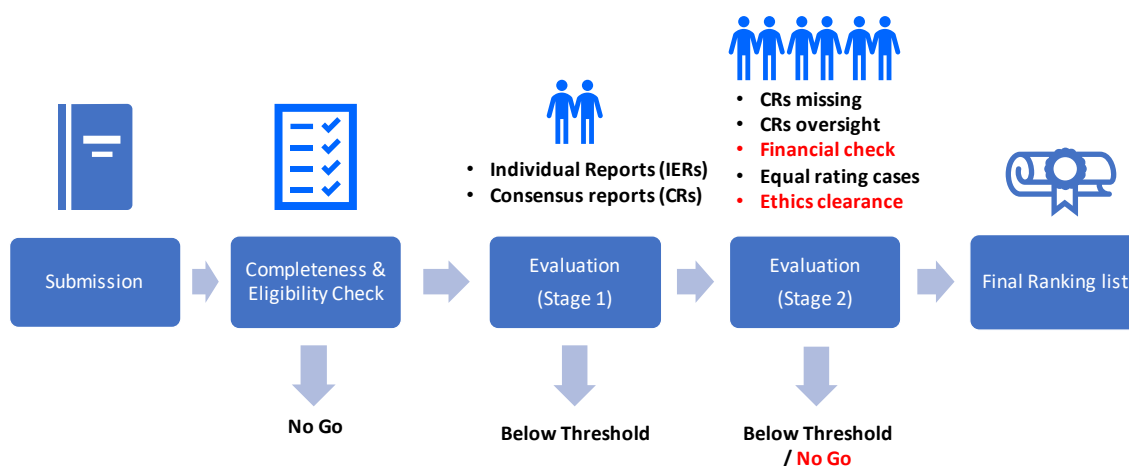 • CRs missing
• CRs oversight
• Financial check
• Equal rating cases
• Ethics clearance
• Individual Reports (IERs)
• Consensus reports (CRs)
Submission
Completeness &
Eligibility Check
Evaluation
(Stage 1)
Evaluation
(Stage 2)
Final Ranking list
No Go
Below Threshold
Below Threshold
/ No Go